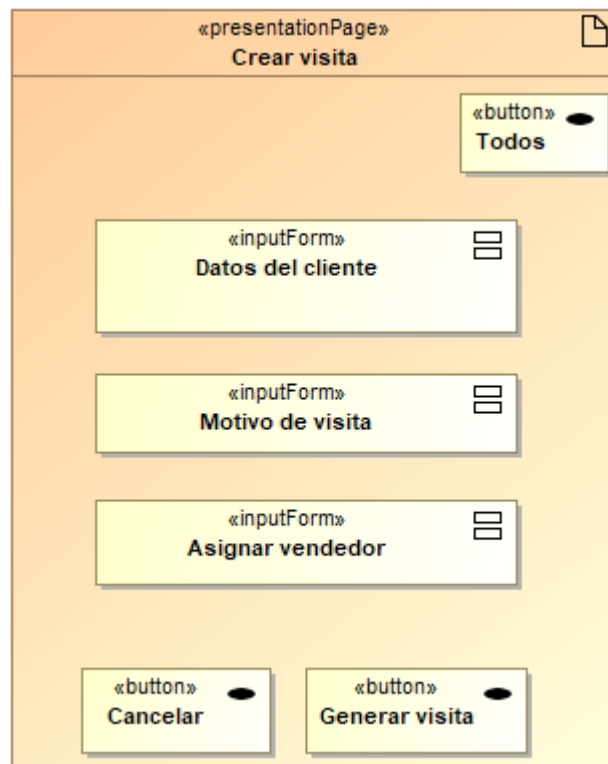 «presentationPage»
Crear visita
«button»
Todos
«inputForm»
Datos del cliente
«inputForm»
Motivo de visita
«inputForm»
Asignar vendedor
«button»
Cancelar
«button»
Generar visita